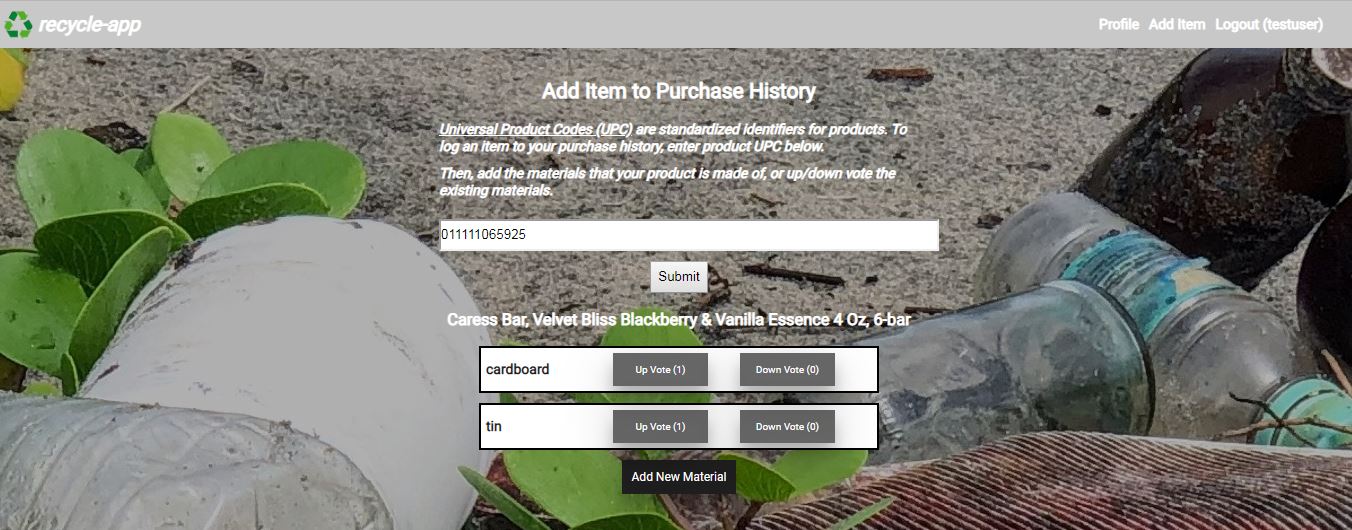 recycle-app
Profile Add Item Logout (testuser)
Add Item to Purchase History
Universal Product Codes (UPC) are standardized identifiers for products. To
log an item to your purchase history, enter product UPC below.
Then, add the materials that your product is made of, or up/down vote the
existing materials.
011111065925
Submit
Caress Bar, Velvet Bliss Blackberry & Vanilla Essence 4 Oz, 6-bar
cardboard Up Vote (1) Down Vote (0)
tin Up Vote (1) Down Vote (0)
Add New Material